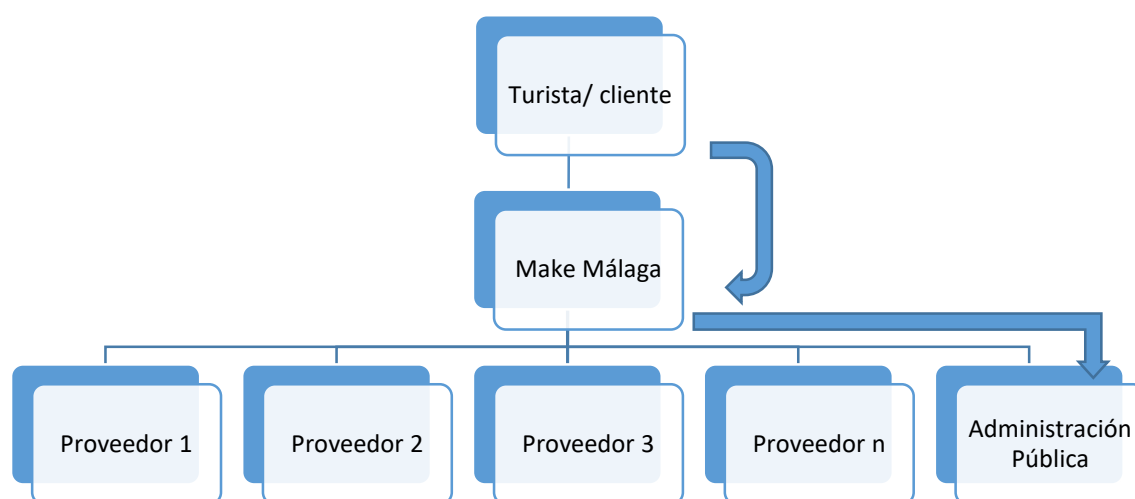 Turista/ cliente
Make Málaga
Proveedor 1
Proveedor 2
Proveedor 3
Proveedor n
Administración
Pública